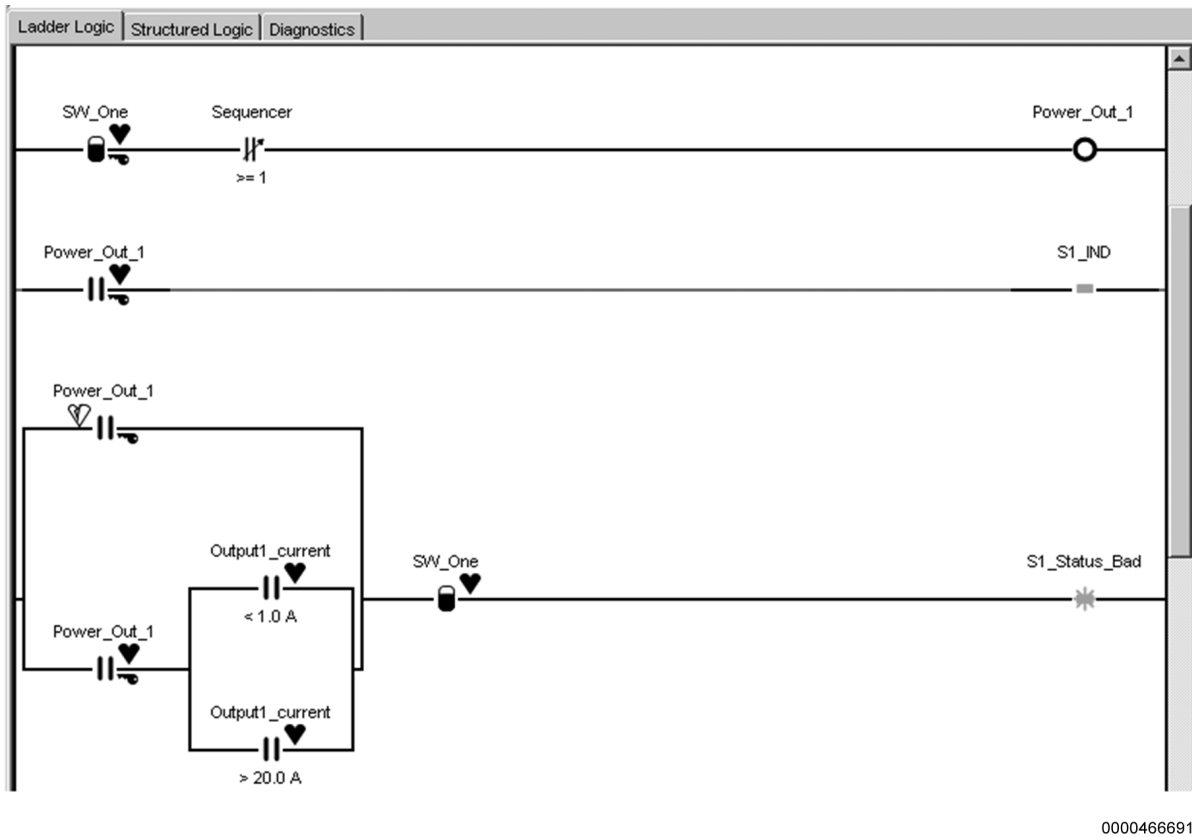 Ladder Logic Structured Logic Diagnostics
SW_One Sequencer Power_Out_1
>= 1
Power_Out_1 S1_IND
Power_Out_1
Output1_current
SW_One S1_Status_Bad
< 1.0 A
Power_Out_1
Output1_current
> 20.0 A
0000466691